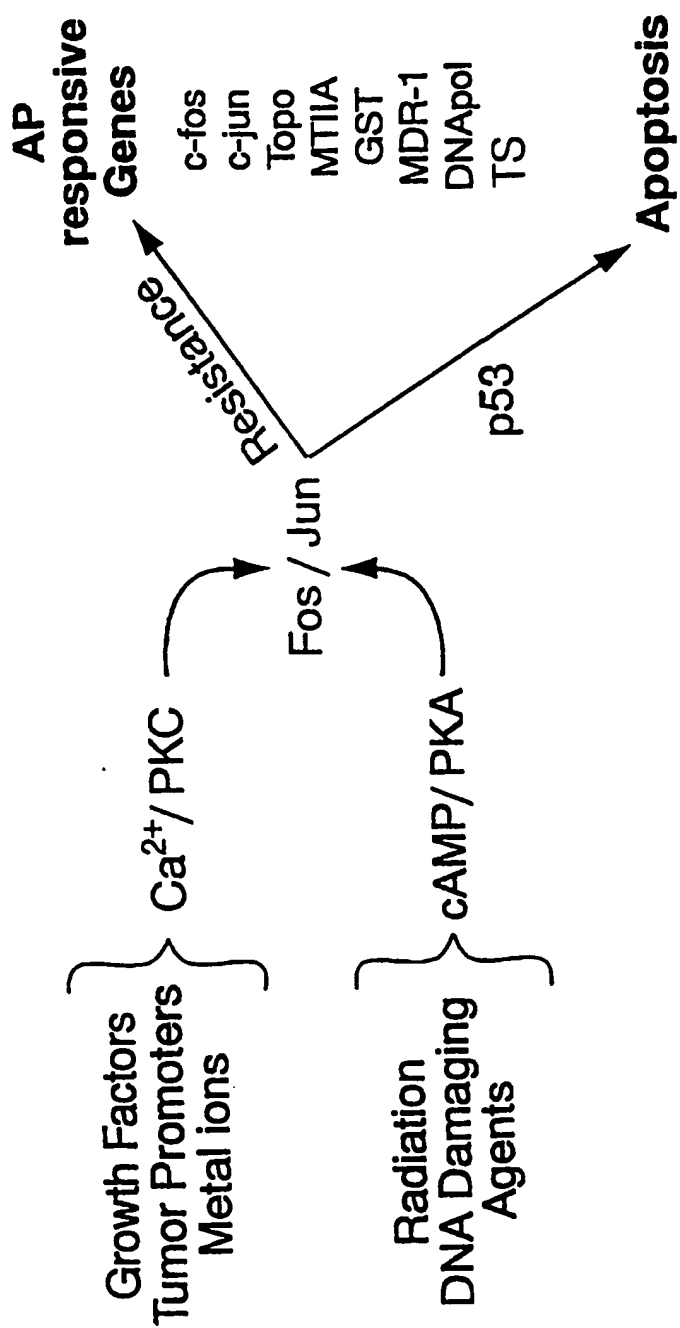 Growth Factors
Tumor Promoters
Metal ions
Ca²⁺/ PKC
Radiation
DNA Damaging
Agents
cAMP/ PKA
Fos / Jun
Resistance
p53
AP
responsive
Genes
c-fos
c-jun
Topo
MTIIA
GST
MDR-1
DNApol
TS
Apoptosis